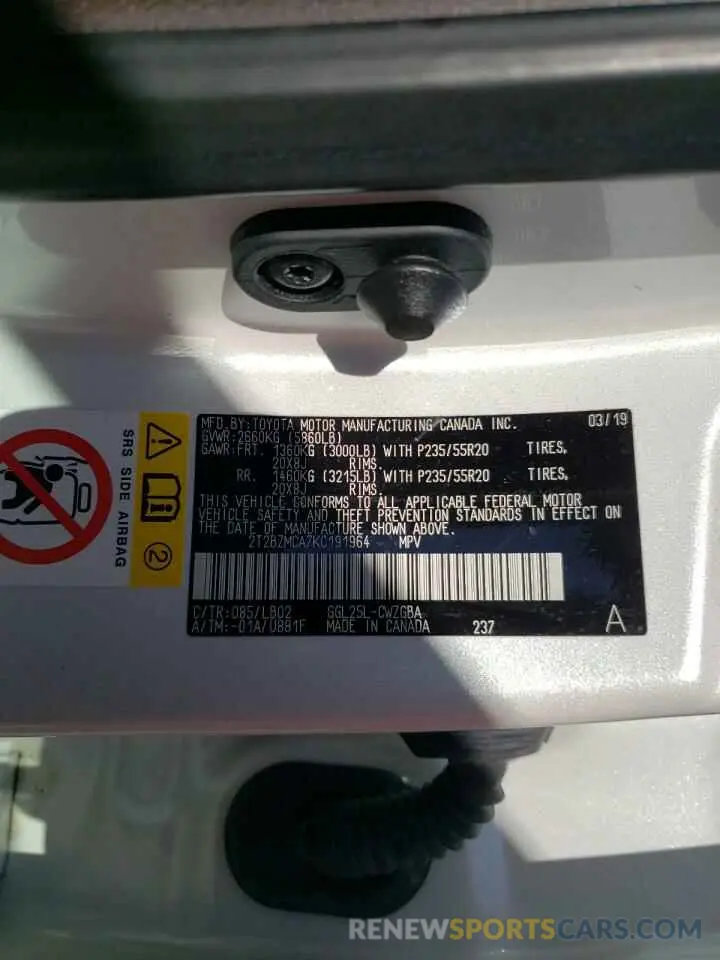 MFD.BY:TOYOTA MOTOR MANUFACTURING CANADA INC. 03/19
GVWR:2660KG (5860LB)
GAWR:FRT. 1360KG (3000LB) WITH P235/55R20 TIRES,
20X8J RIMS,
RR. 1460KG (3215LB) WITH P235/55R20 TIRES,
20X8J RIMS,
THIS VEHICLE CONFORMS TO ALL APPLICABLE FEDERAL MOTOR
VEHICLE SAFETY AND THEFT PREVENTION STANDARDS IN EFFECT ON
THE DATE OF MANUFACTURE SHOWN ABOVE.
2T2BZMCA7KC191964 MPV
C/TR:085/LB02 GGL25L-CWZGBA
A/TM:-01A/U881F MADE IN CANADA 237 A
SRS SIDE AIRBAG
2
RENEWSPORTSCARS.COM